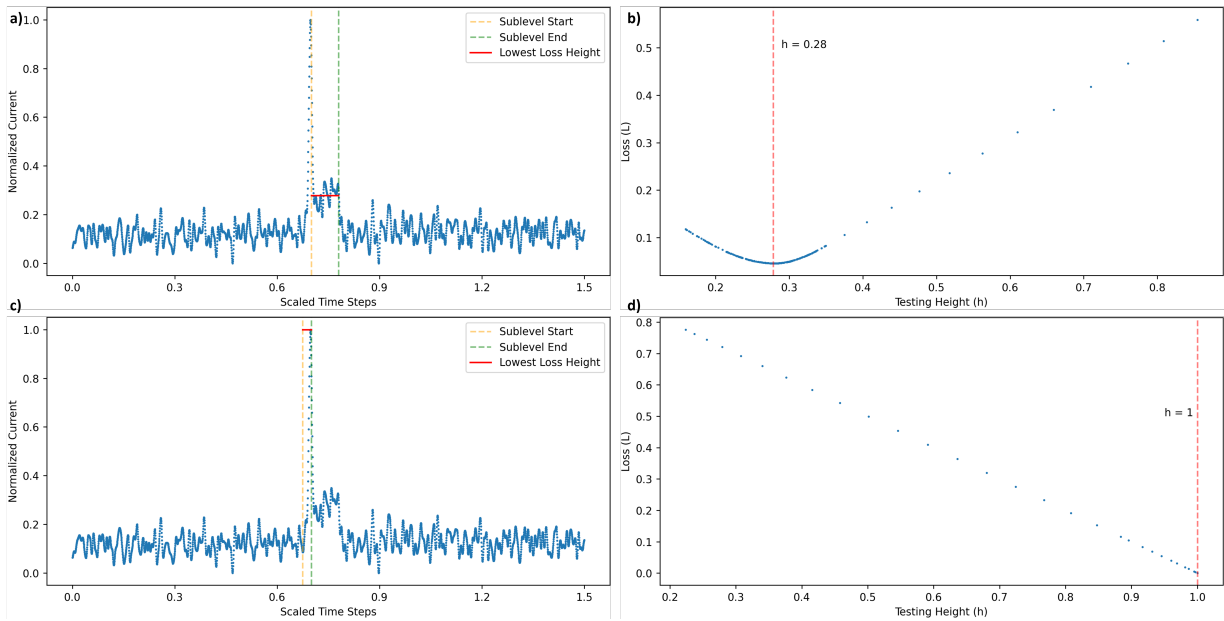 a)
1.0
0.8
0.6
0.4
0.2
0.0
Normalized Current
0.0 0.3 0.6 0.9 1.2 1.5
Scaled Time Steps
Sublevel Start
Sublevel End
Lowest Loss Height
b)
0.5
0.4
0.3
0.2
0.1
Loss (L)
h = 0.28
0.2 0.3 0.4 0.5 0.6 0.7 0.8
Testing Height (h)
c)
1.0
0.8
0.6
0.4
0.2
0.0
Normalized Current
0.0 0.3 0.6 0.9 1.2 1.5
Scaled Time Steps
Sublevel Start
Sublevel End
Lowest Loss Height
d)
0.8
0.7
0.6
0.5
0.4
0.3
0.2
0.1
0.0
Loss (L)
h = 1
0.2 0.3 0.4 0.5 0.6 0.7 0.8 0.9 1.0
Testing Height (h)